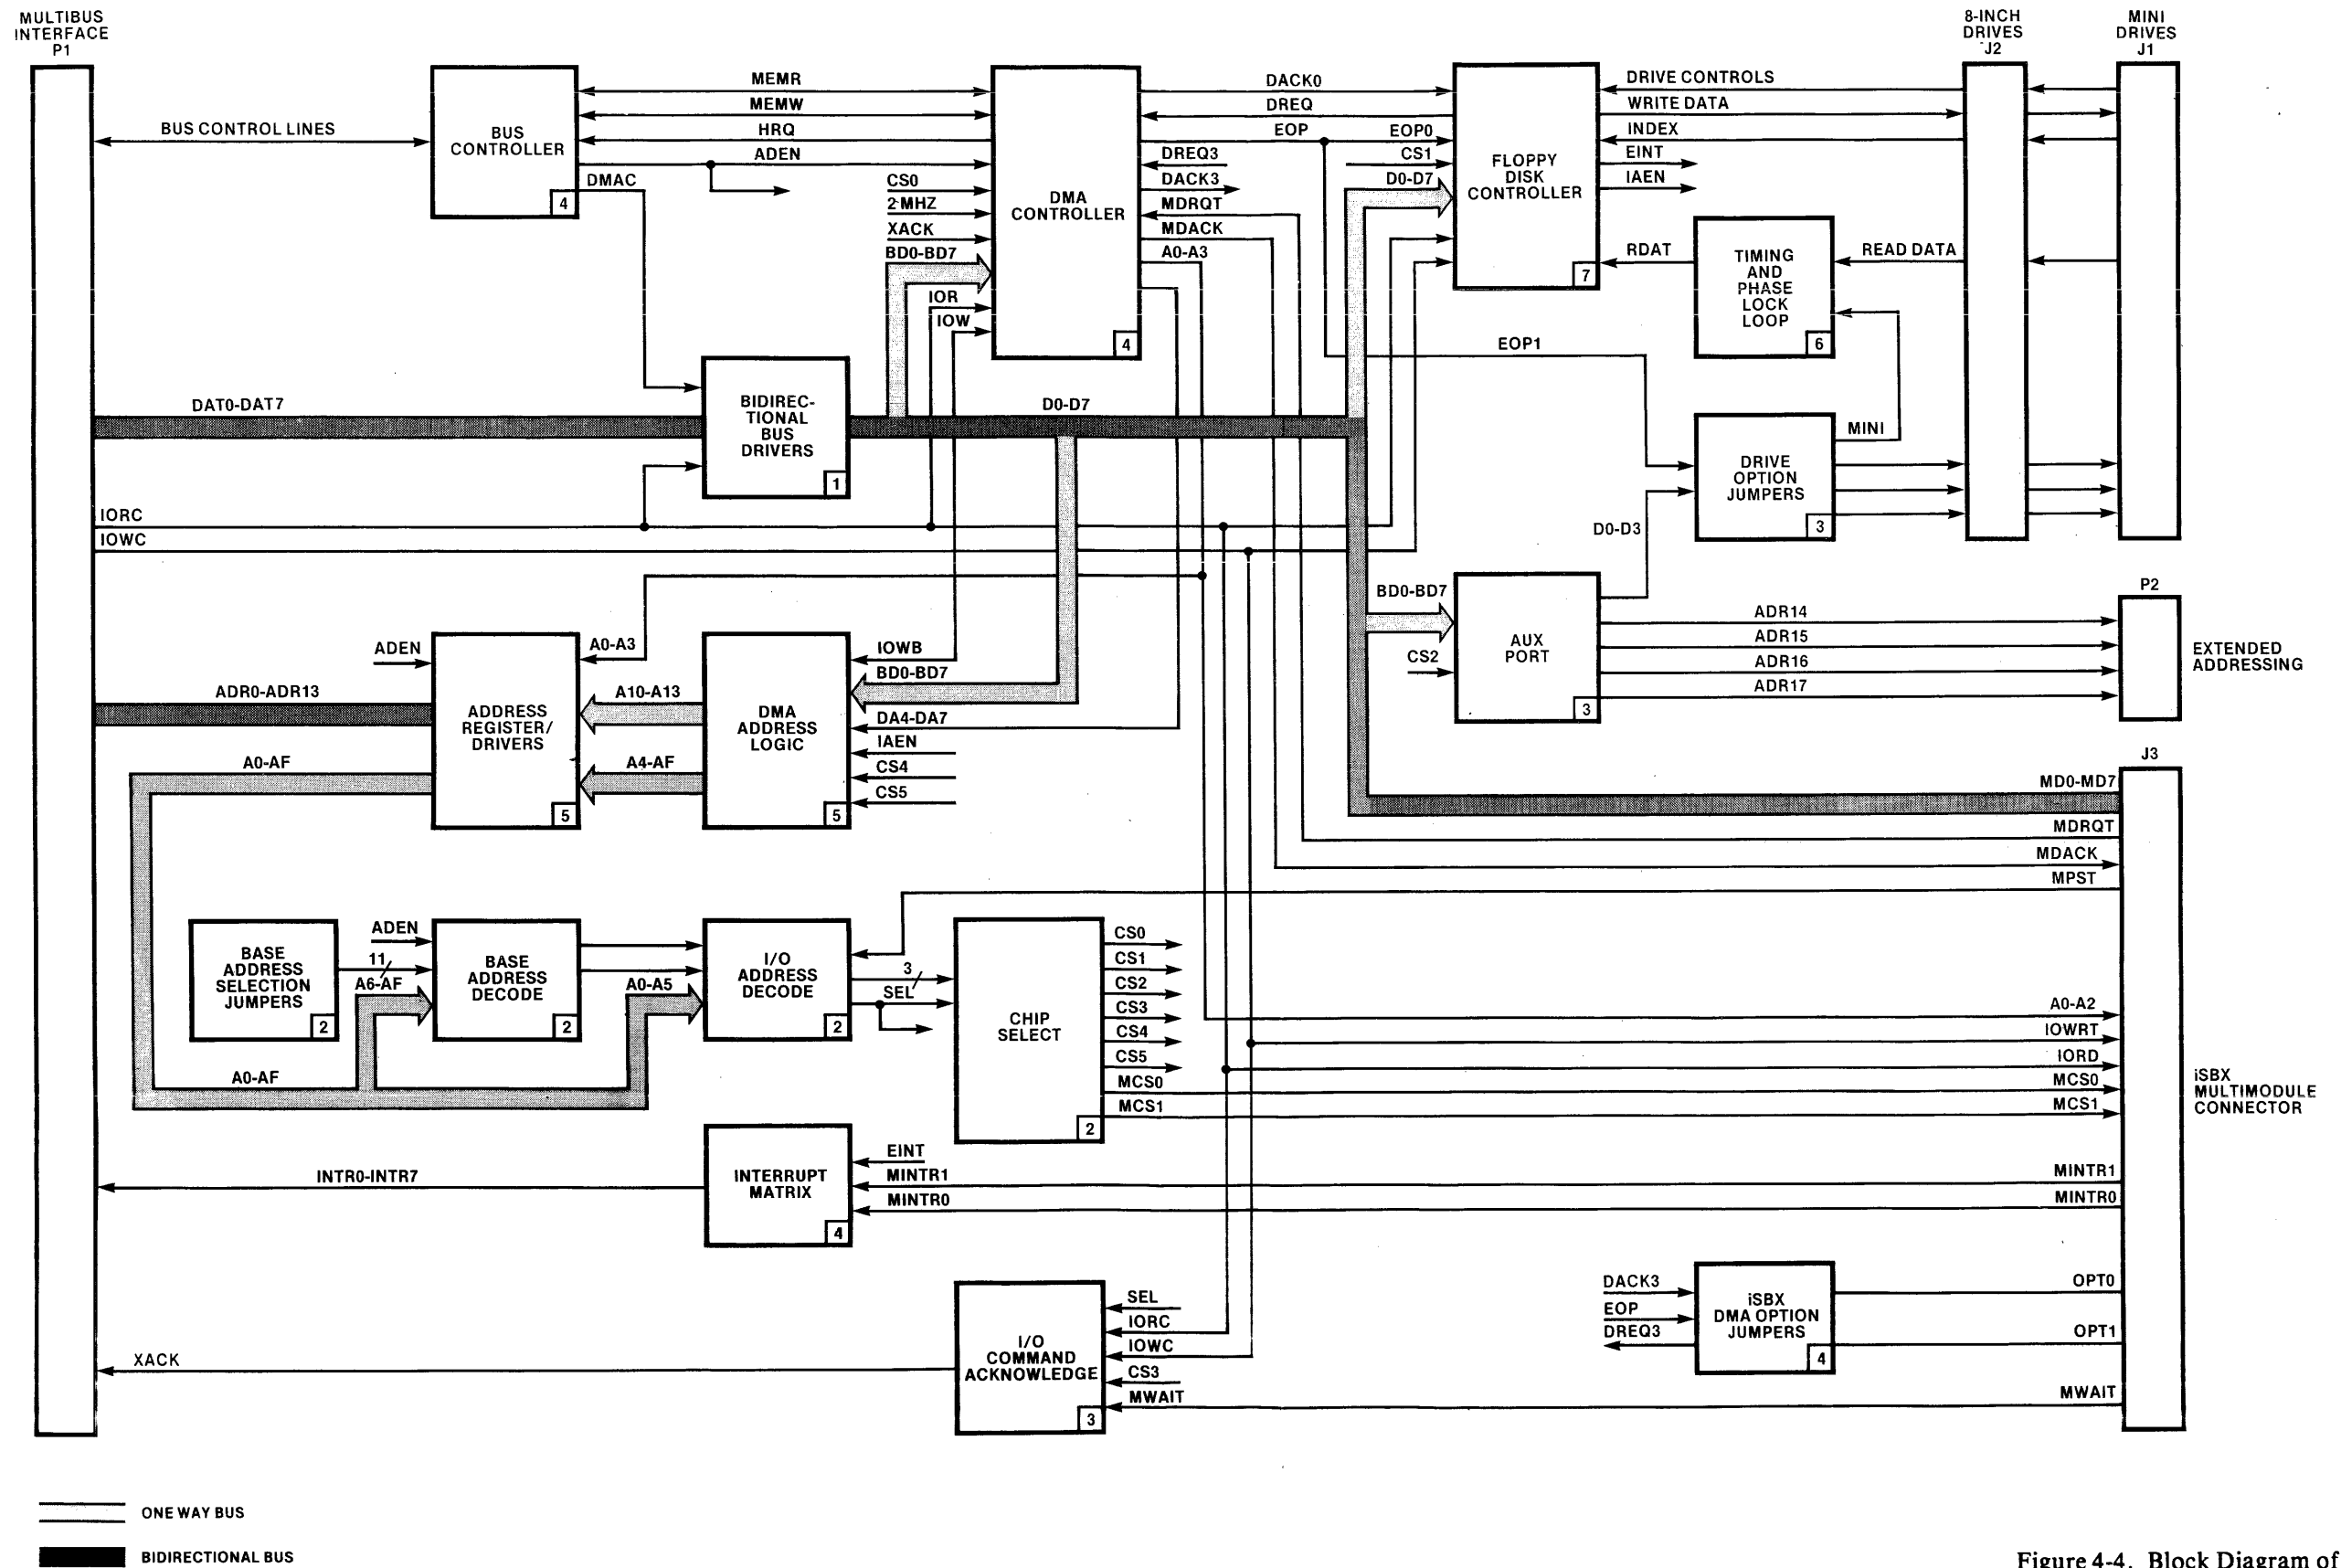 MULTIBUS
INTERFACE
P1
8-INCH
DRIVES
J2
MINI
DRIVES
J1
BUS CONTROL LINES
BUS
CONTROLLER
4
MEMR
MEMW
HRQ
ADEN
DMAC
CS0
2 MHZ
XACK
BD0-BD7
IOR
IOW
DMA
CONTROLLER
4
DACK0
DREQ
EOP
EOP0
DREQ3
CS1
DACK3
D0-D7
MDRQT
MDACK
A0-A3
FLOPPY
DISK
CONTROLLER
7
DRIVE CONTROLS
WRITE DATA
INDEX
EINT
IAEN
RDAT
TIMING
AND
PHASE
LOCK
LOOP
6
READ DATA
EOP1
MINI
DRIVE
OPTION
JUMPERS
3
D0-D3
DAT0-DAT7
BIDIREC-
TIONAL
BUS
DRIVERS
1
D0-D7
IORC
IOWC
BD0-BD7
CS2
AUX
PORT
3
ADR14
ADR15
ADR16
ADR17
P2
EXTENDED
ADDRESSING
ADEN
A0-A3
ADR0-ADR13
ADDRESS
REGISTER/
DRIVERS
5
A10-A13
A4-AF
DMA
ADDRESS
LOGIC
5
IOWB
BD0-BD7
DA4-DA7
IAEN
CS4
CS5
A0-AF
J3
MD0-MD7
MDRQT
MDACK
MPST
BASE
ADDRESS
SELECTION
JUMPERS
2
ADEN
11
A6-AF
BASE
ADDRESS
DECODE
2
A0-A5
I/O
ADDRESS
DECODE
2
3
SEL
CHIP
SELECT
2
CS0
CS1
CS2
CS3
CS4
CS5
MCS0
MCS1
A0-AF
A0-A2
IOWRT
IORD
MCS0
MCS1
iSBX
MULTIMODULE
CONNECTOR
INTR0-INTR7
INTERRUPT
MATRIX
4
EINT
MINTR1
MINTR0
MINTR1
MINTR0
XACK
I/O
COMMAND
ACKNOWLEDGE
3
SEL
IORC
IOWC
CS3
MWAIT
DACK3
EOP
DREQ3
iSBX
DMA OPTION
JUMPERS
4
OPT0
OPT1
MWAIT
ONE WAY BUS
BIDIRECTIONAL BUS
Figure 4-4. Block Diagram of